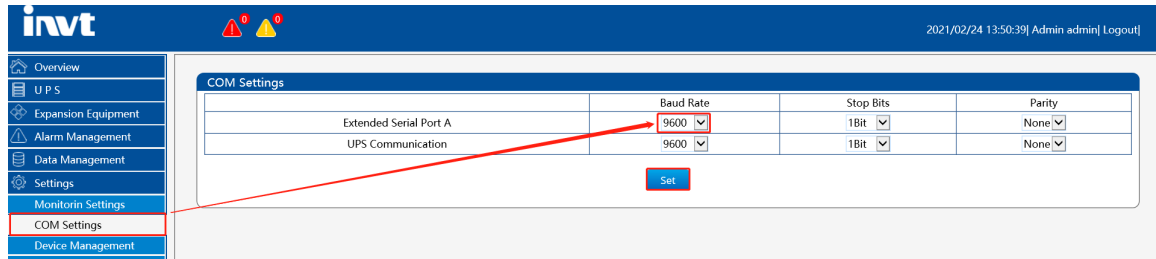 invt
0 0
2021/02/24 13:50:39| Admin admin| Logout|
Overview
UPS
Expansion Equipment
Alarm Management
Data Management
Settings
Monitorin Settings
COM Settings
Device Management
COM Settings
Baud Rate Stop Bits Parity
Extended Serial Port A 9600 1Bit None
UPS Communication 9600 1Bit None
Set